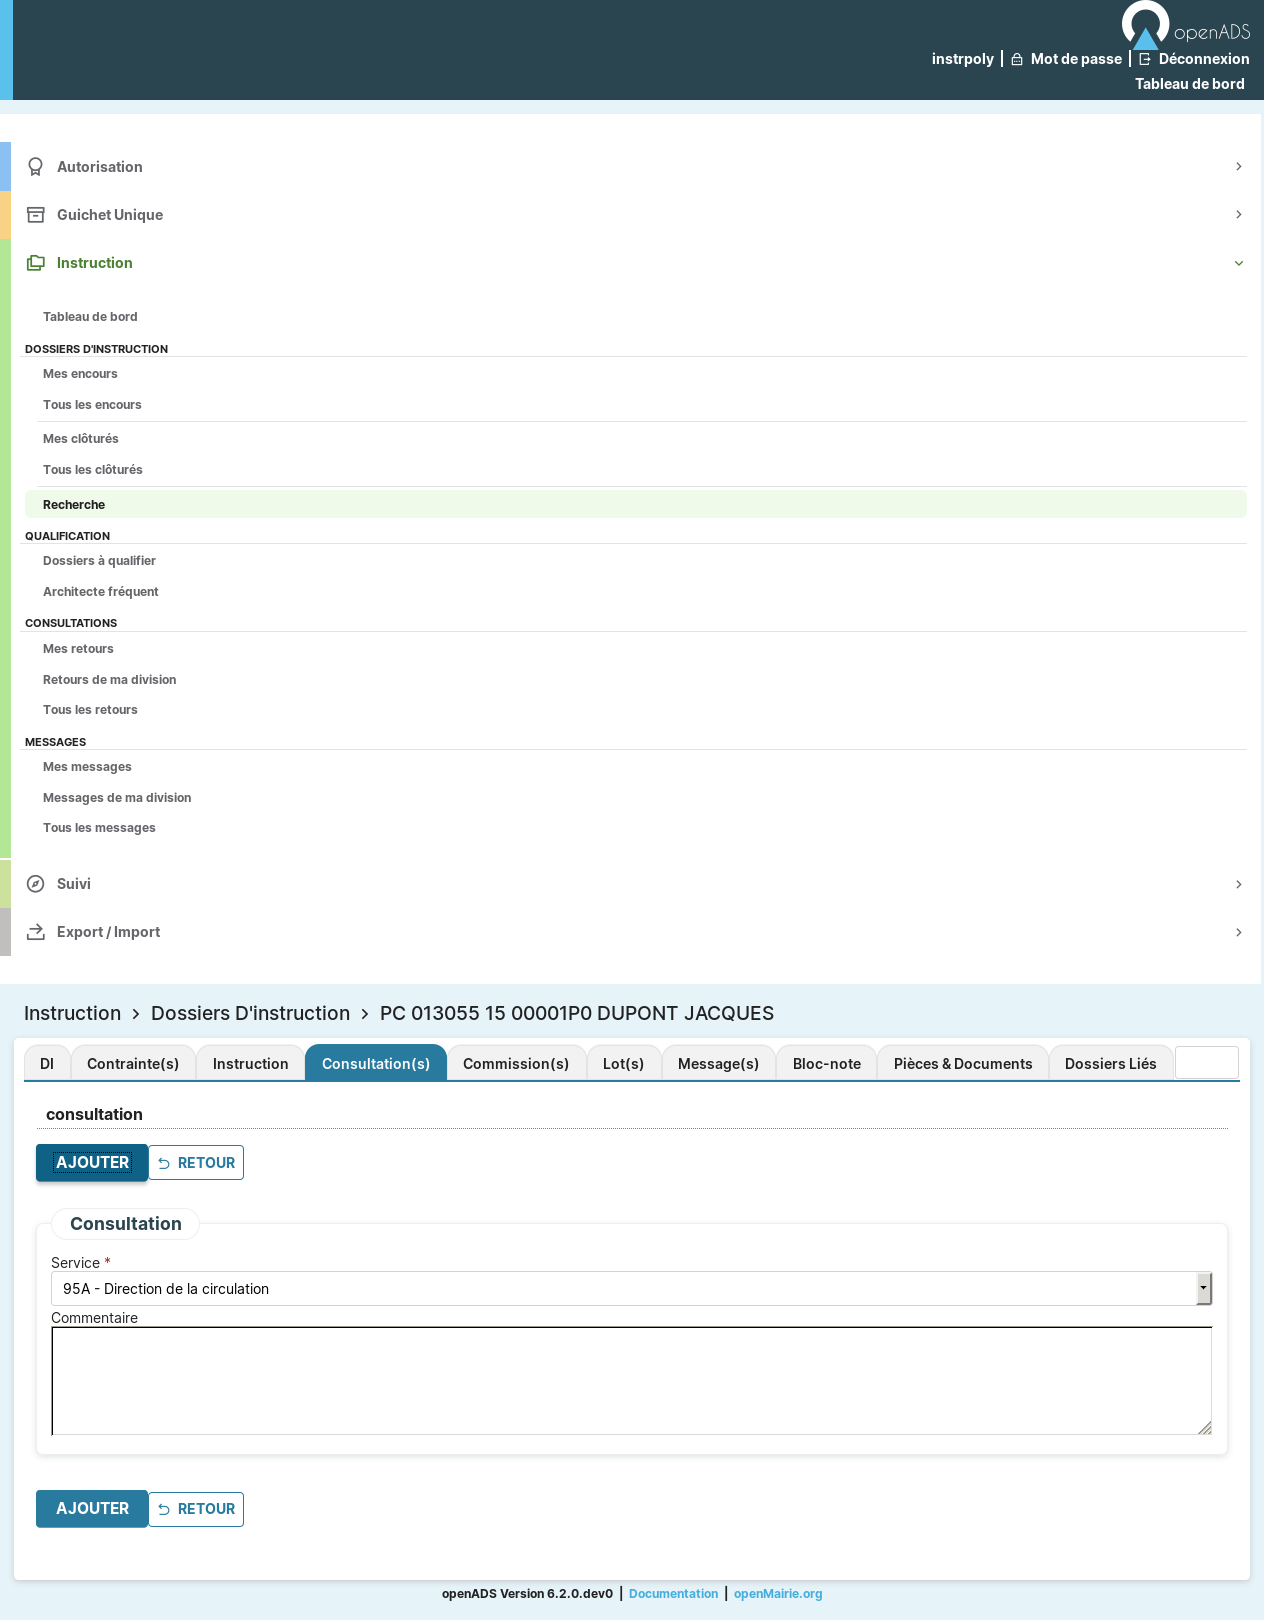 openADS
instrpoly | Mot de passe | Déconnexion
Tableau de bord
Autorisation
Guichet Unique
Instruction
Tableau de bord
DOSSIERS D'INSTRUCTION
Mes encours
Tous les encours
Mes clôturés
Tous les clôturés
Recherche
QUALIFICATION
Dossiers à qualifier
Architecte fréquent
CONSULTATIONS
Mes retours
Retours de ma division
Tous les retours
MESSAGES
Mes messages
Messages de ma division
Tous les messages
Suivi
Export / Import
Instruction > Dossiers D'instruction > PC 013055 15 00001P0 DUPONT JACQUES
DI Contrainte(s) Instruction Consultation(s) Commission(s) Lot(s) Message(s) Bloc-note Pièces & Documents Dossiers Liés
consultation
AJOUTER RETOUR
Consultation
Service *
95A - Direction de la circulation
Commentaire
AJOUTER RETOUR
openADS Version 6.2.0.dev0 | Documentation | openMairie.org